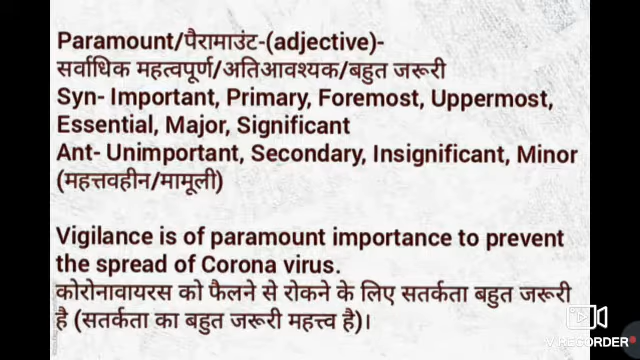 Paramount/पैरामाउंट-(adjective)-
सर्वाधिक महत्वपूर्ण/अतिआवश्यक/बहुत जरूरी
Syn- Important, Primary, Foremost, Uppermost,
Essential, Major, Significant
Ant- Unimportant, Secondary, Insignificant, Minor
(महत्तवहीन/मामूली)
Vigilance is of paramount importance to prevent
the spread of Corona virus.
कोरोनावायरस को फैलने से रोकने के लिए सतर्कता बहुत जरूरी
है (सतर्कता का बहुत जरूरी महत्त्व है)।
V RECORDER